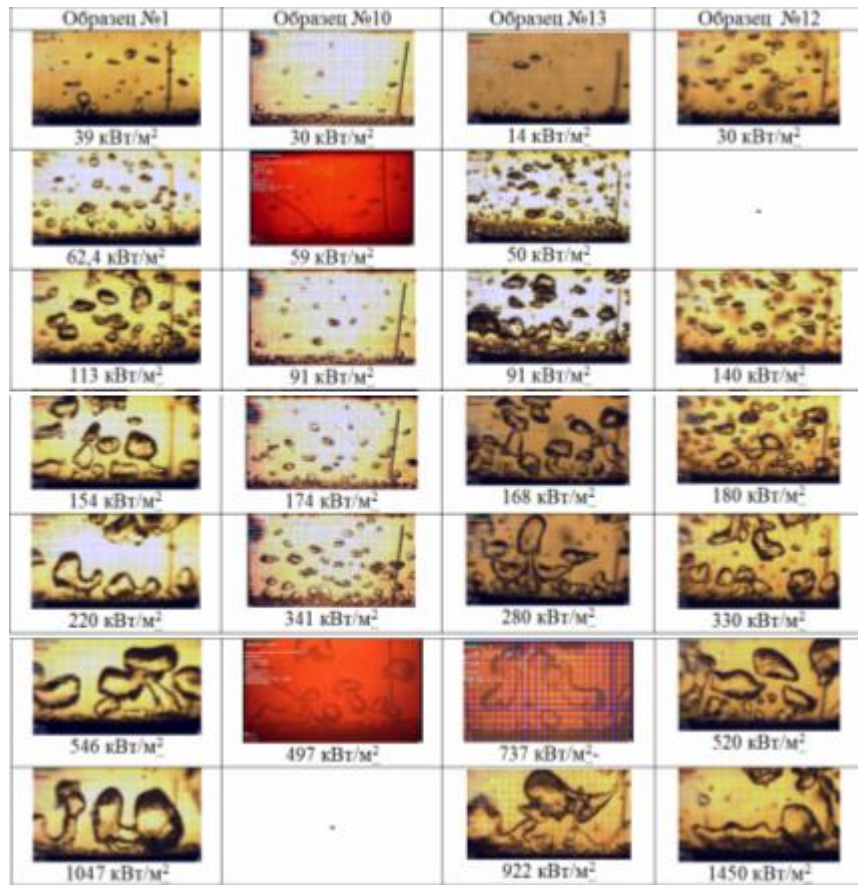 Образец №1 Образец №10 Образец №13 Образец №12
39 кВт/м² 30 кВт/м² 14 кВт/м² 30 кВт/м²
-
62,4 кВт/м² 59 кВт/м² 50 кВт/м²
113 кВт/м² 91 кВт/м² 91 кВт/м² 140 кВт/м²
154 кВт/м² 174 кВт/м² 168 кВт/м² 180 кВт/м²
220 кВт/м² 341 кВт/м² 280 кВт/м² 330 кВт/м²
546 кВт/м² 497 кВт/м² 737 кВт/м²- 520 кВт/м²
-
1047 кВт/м² 922 кВт/м² 1450 кВт/м²